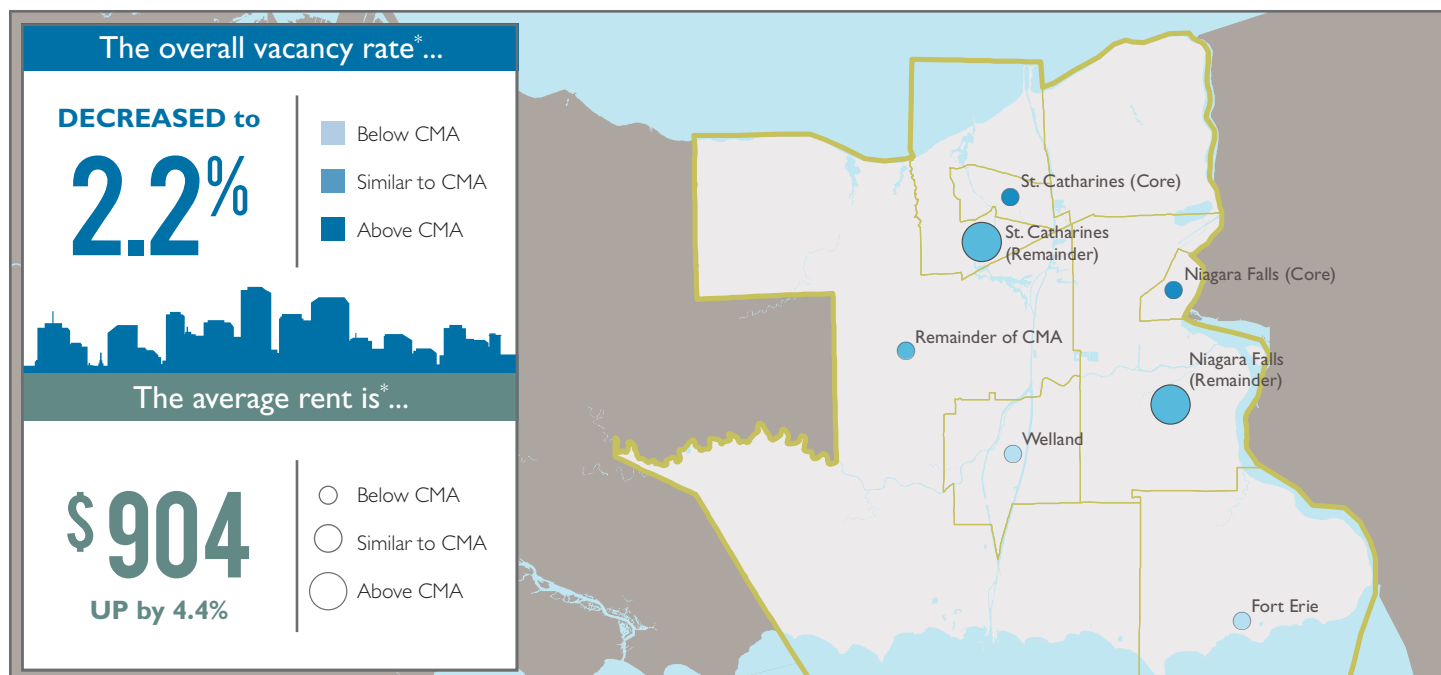 The overall vacancy rate*...
DECREASED to
2.2%
Below CMA
Similar to CMA
Above CMA
The average rent is*...
$904
UP by 4.4%
Below CMA
Similar to CMA
Above CMA
St. Catharines (Core)
St. Catharines
(Remainder)
Niagara Falls (Core)
Remainder of CMA
Niagara Falls
(Remainder)
Welland
Fort Erie